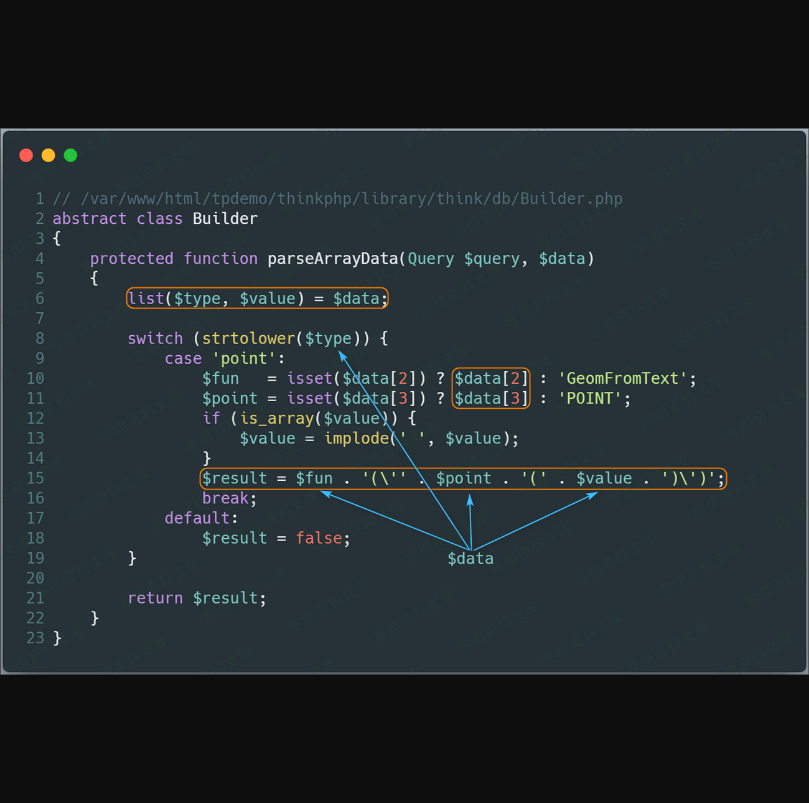 1 // /var/www/html/tpdemo/thinkphp/library/think/db/Builder.php
2 abstract class Builder
3 {
4     protected function parseArrayData(Query $query, $data)
5     {
6         list($type, $value) = $data;
7
8         switch (strtolower($type)) {
9             case 'point':
10                 $fun   = isset($data[2]) ? $data[2] : 'GeomFromText';
11                 $point = isset($data[3]) ? $data[3] : 'POINT';
12                 if (is_array($value)) {
13                     $value = implode(' ', $value);
14                 }
15                 $result = $fun . '(\'' . $point . '(' . $value . ')\')';
16                 break;
17             default:
18                 $result = false;
19         }
$data
20
21         return $result;
22     }
23 }